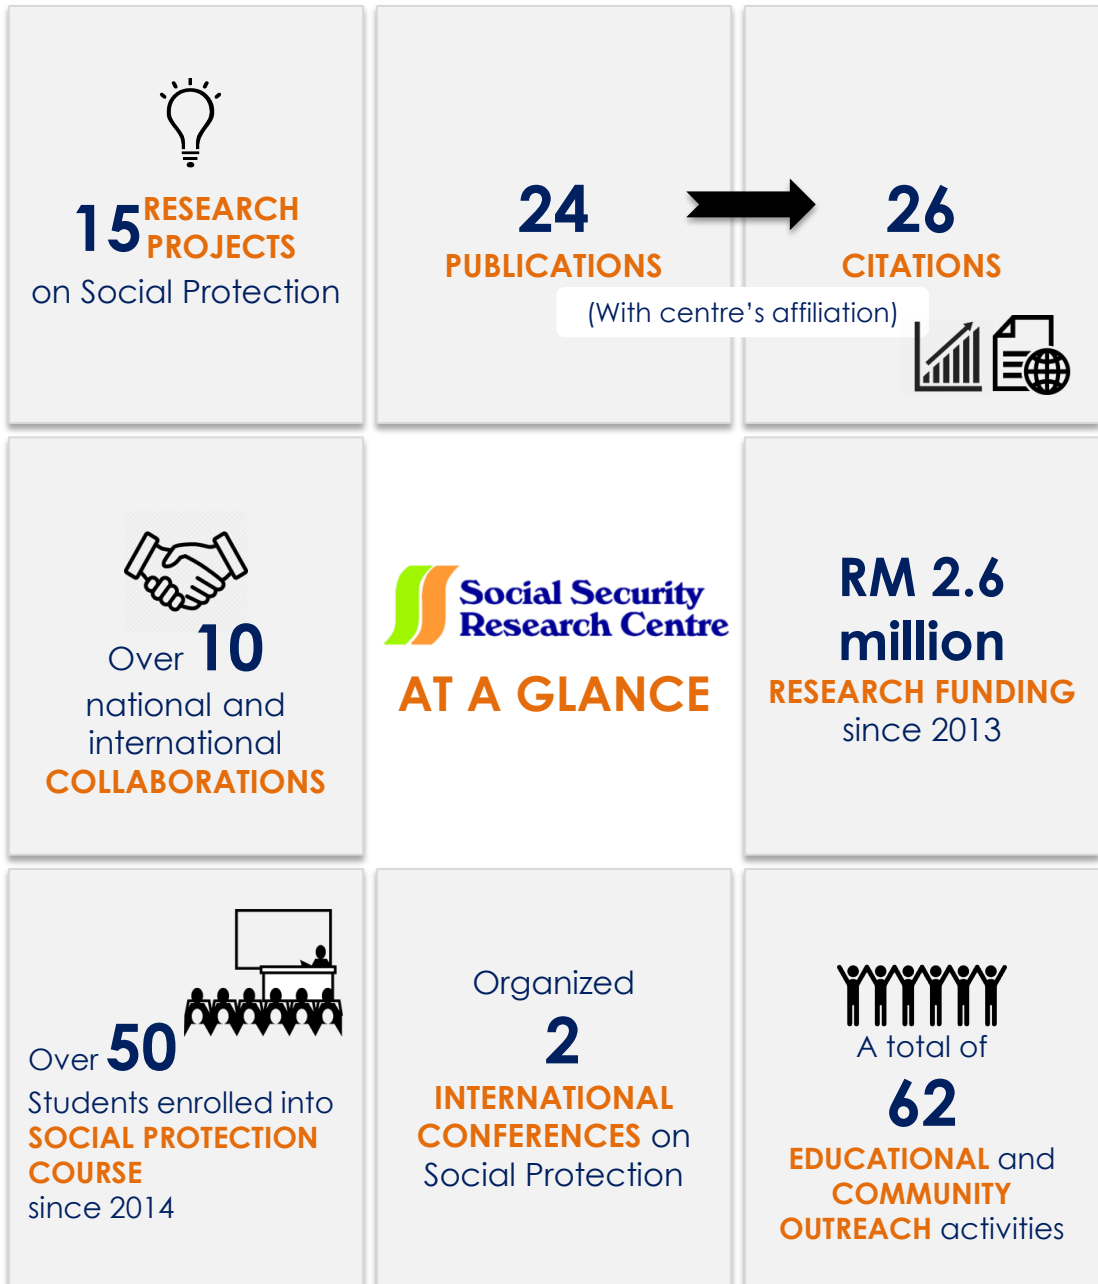 15 RESEARCH
PROJECTS
on Social Protection
24
PUBLICATIONS
26
CITATIONS
(With centre’s affiliation)
Over 10
national and
international
COLLABORATIONS
Social Security
Research Centre
AT A GLANCE
RM 2.6
million
RESEARCH FUNDING
since 2013
Over 50
Students enrolled into
SOCIAL PROTECTION
COURSE
since 2014
Organized
2
INTERNATIONAL
CONFERENCES on
Social Protection
A total of
62
EDUCATIONAL and
COMMUNITY
OUTREACH activities